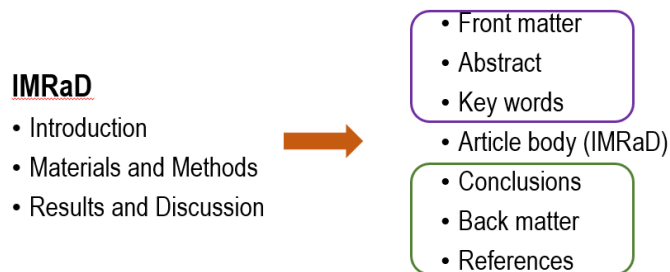 IMRaD
• Introduction
• Materials and Methods
• Results and Discussion
• Front matter
• Abstract
• Key words
• Article body (IMRaD)
• Conclusions
• Back matter
• References